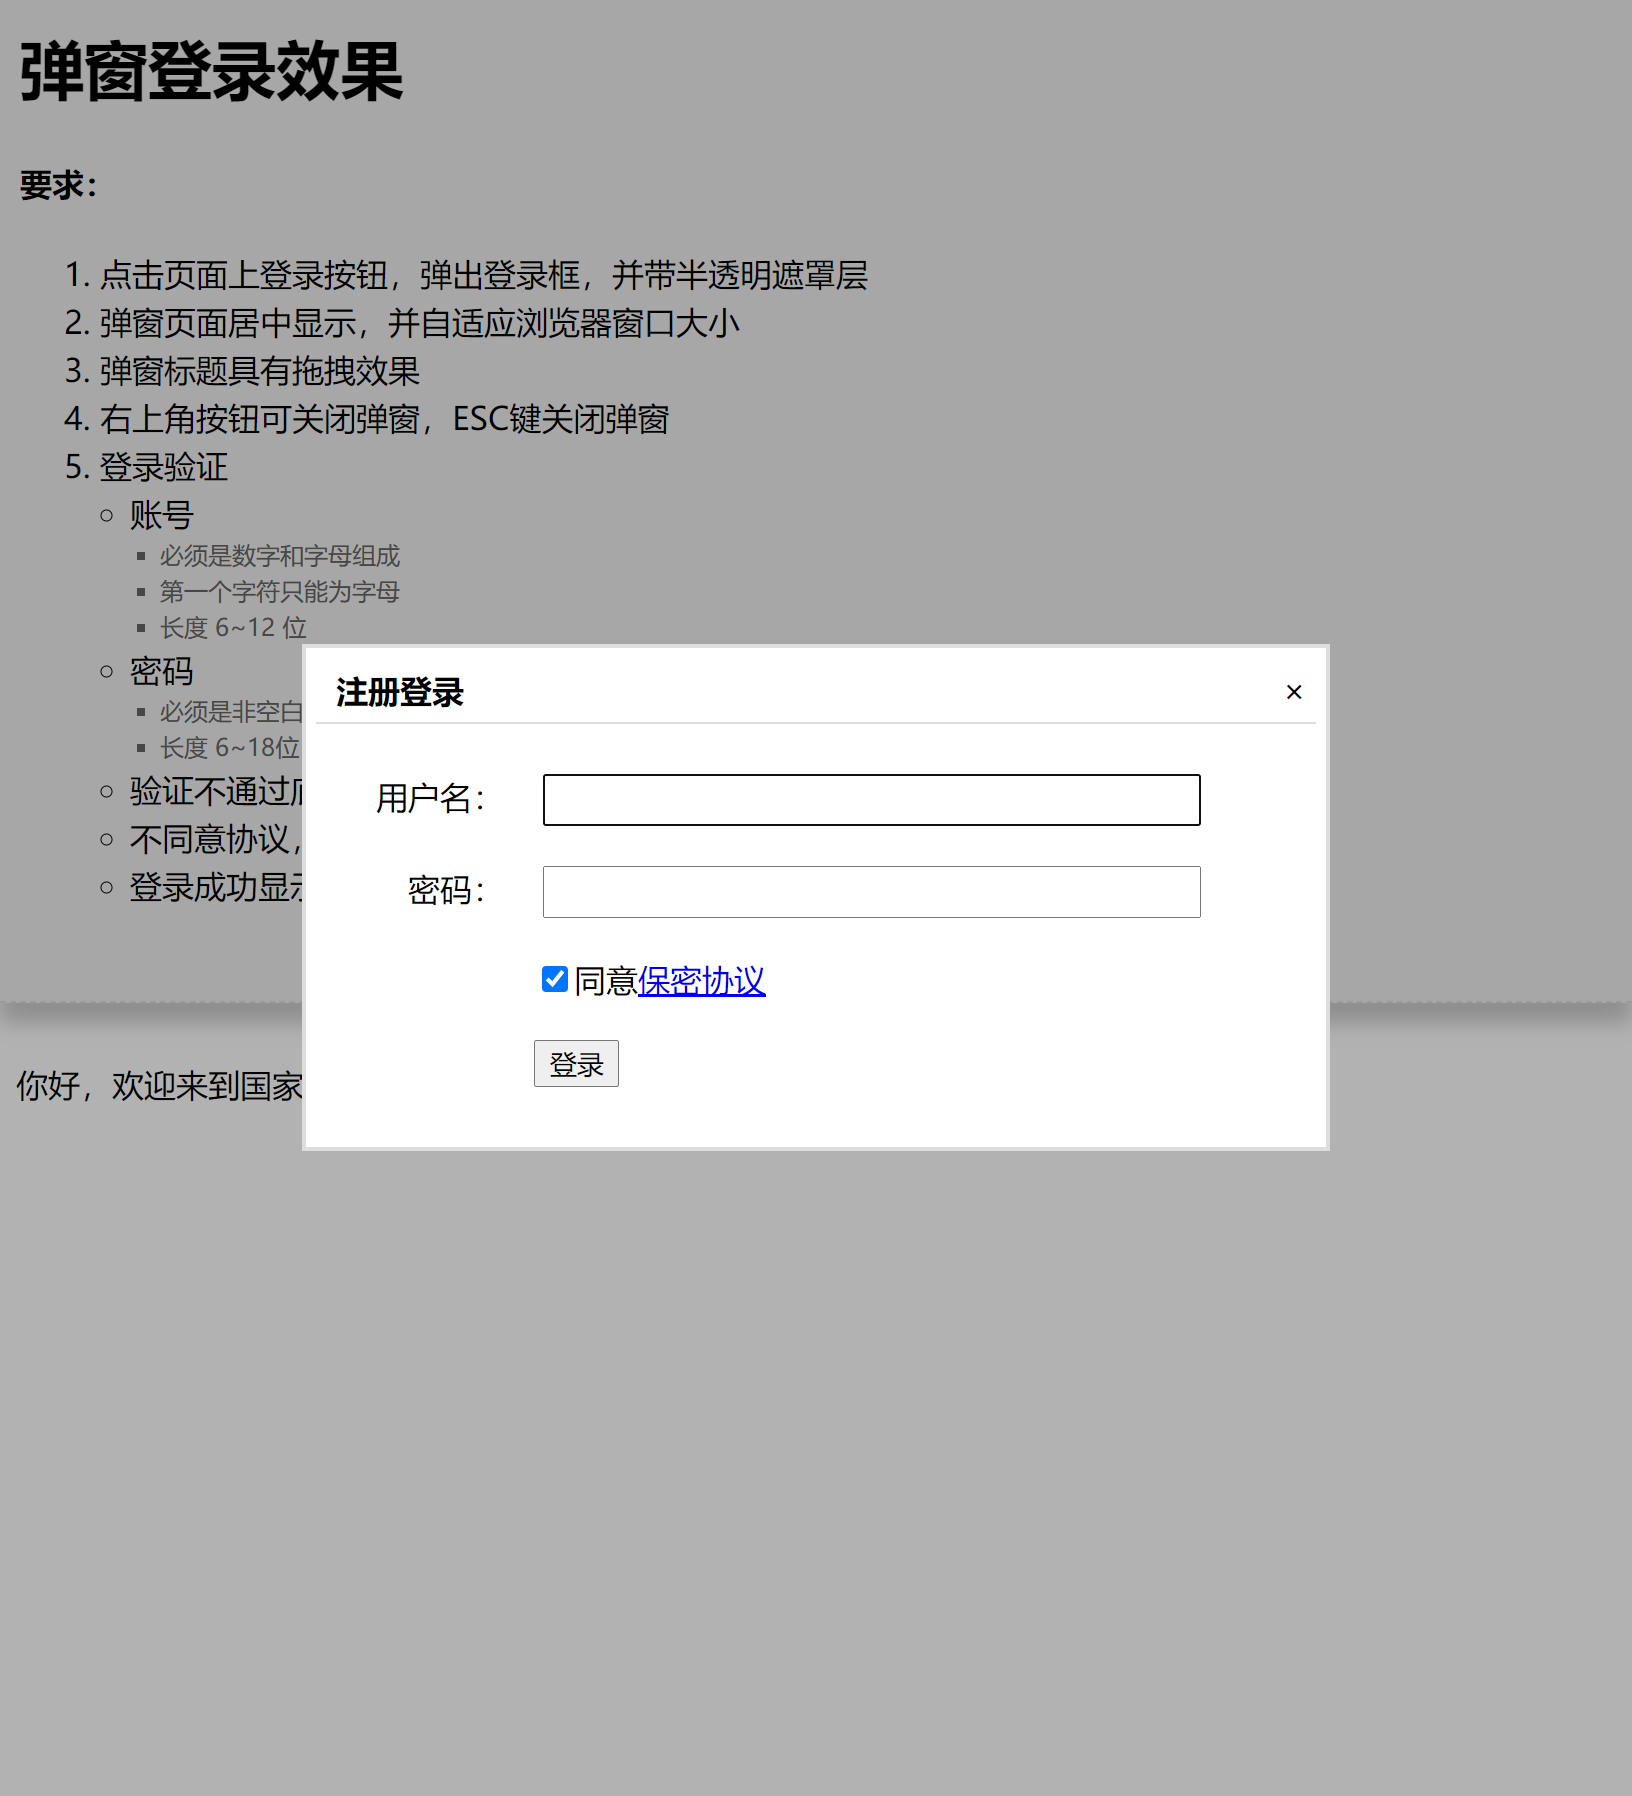 弹窗登录效果
要求：
1. 点击页面上登录按钮，弹出登录框，并带半透明遮罩层
2. 弹窗页面居中显示，并自适应浏览器窗口大小
3. 弹窗标题具有拖拽效果
4. 右上角按钮可关闭弹窗，ESC键关闭弹窗
5. 登录验证
账号
必须是数字和字母组成
第一个字符只能为字母
长度 6~12 位
密码
必须是非空白
长度 6~18位
验证不通过
不同意协议，
登录成功显示
你好，欢迎来到国家
注册登录
×
用户名：
密码：
同意保密协议
登录